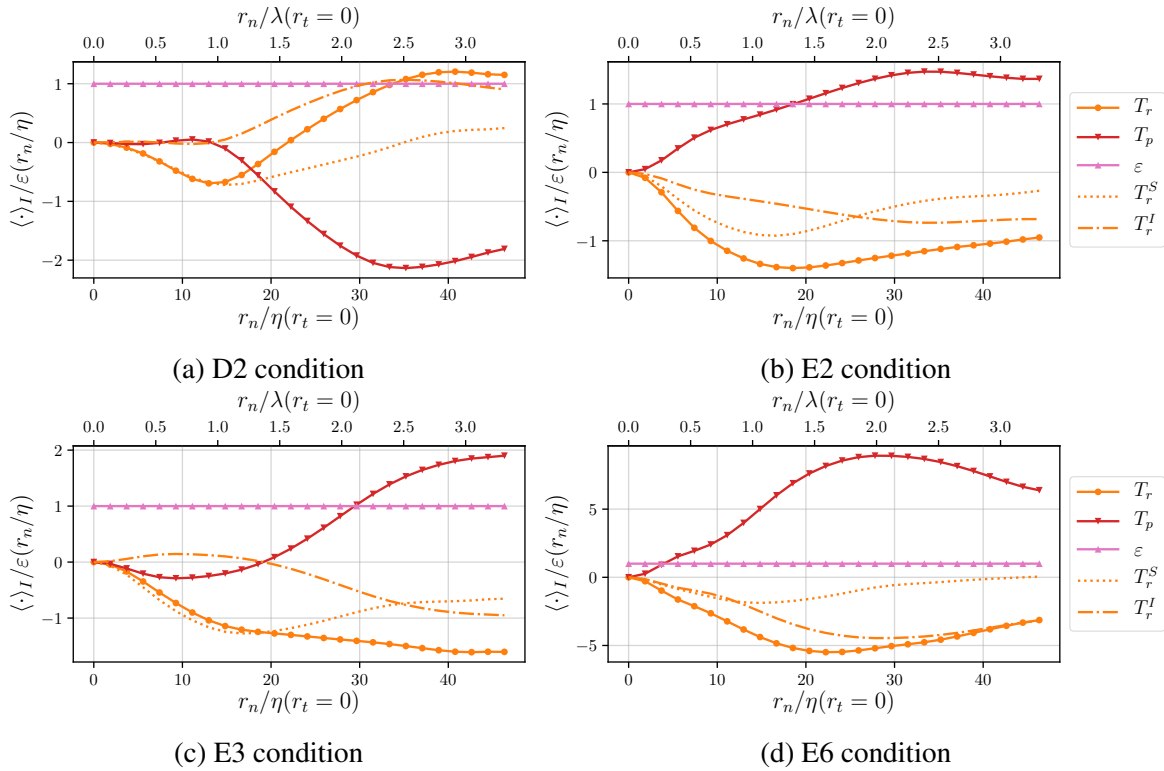 r_n/λ(r_t = 0)
0.0 0.5 1.0 1.5 2.0 2.5 3.0
⟨·⟩_I/ε(r_n/η)
1
0
−1
−2
0 10 20 30 40
r_n/η(r_t = 0)
(a) D2 condition
r_n/λ(r_t = 0)
0.0 0.5 1.0 1.5 2.0 2.5 3.0
⟨·⟩_I/ε(r_n/η)
1
0
−1
0 10 20 30 40
r_n/η(r_t = 0)
T_r
T_p
ε
T_r^S
T_r^I
(b) E2 condition
r_n/λ(r_t = 0)
0.0 0.5 1.0 1.5 2.0 2.5 3.0
⟨·⟩_I/ε(r_n/η)
2
1
0
−1
0 10 20 30 40
r_n/η(r_t = 0)
(c) E3 condition
r_n/λ(r_t = 0)
0.0 0.5 1.0 1.5 2.0 2.5 3.0
⟨·⟩_I/ε(r_n/η)
5
0
−5
0 10 20 30 40
r_n/η(r_t = 0)
T_r
T_p
ε
T_r^S
T_r^I
(d) E6 condition